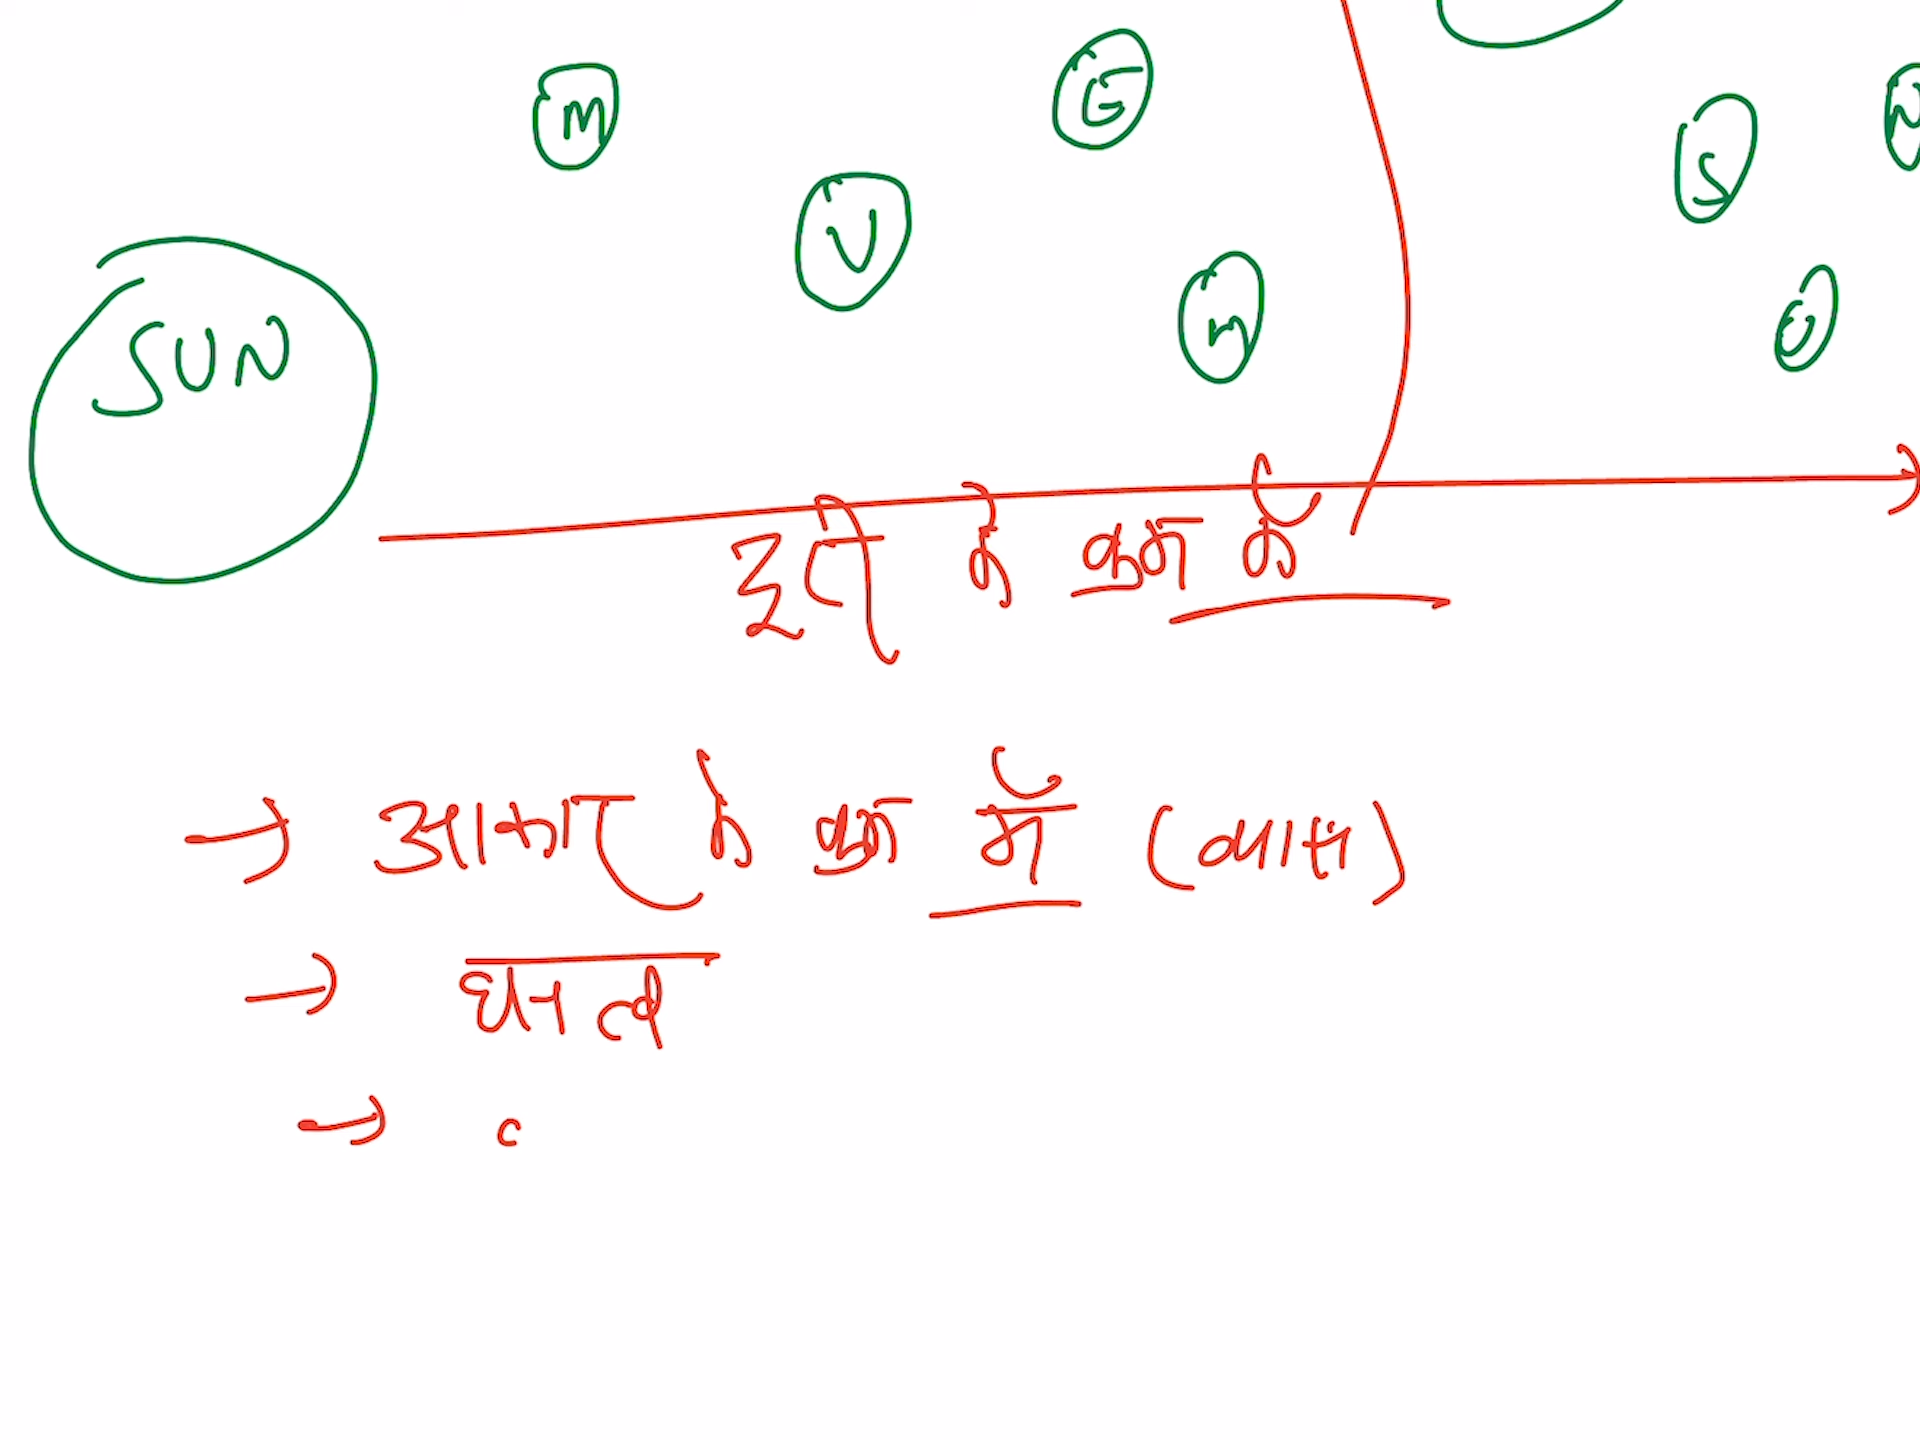 M
G
V
S
N
SUN
m
U
दूरी के क्रम में
→ आकार के क्रम में (व्यास)
→ घनत्व
→